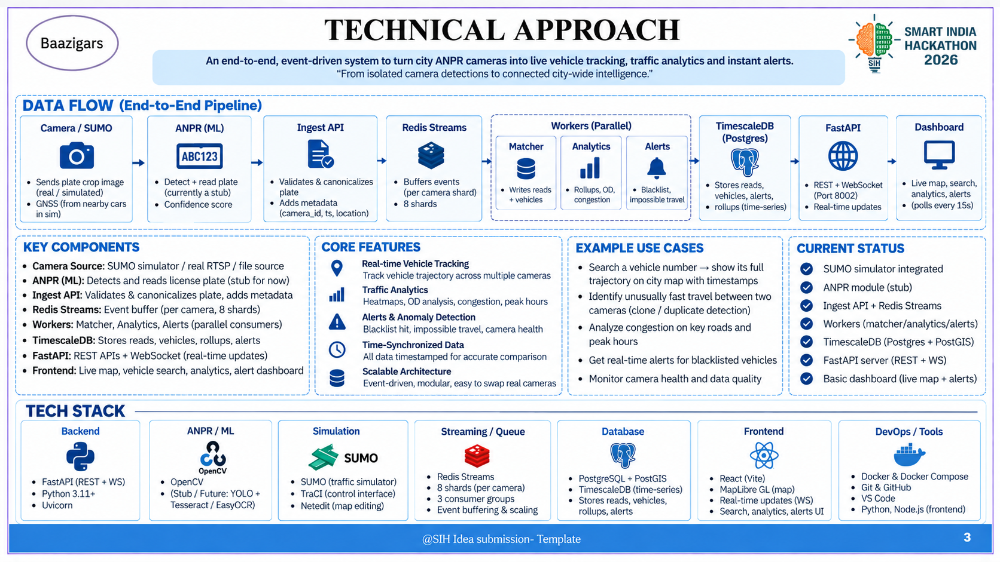 Baazigars
TECHNICAL APPROACH
SMART INDIA
HACKATHON
2026
SIH
An end-to-end, event-driven system to turn city ANPR cameras into live vehicle tracking, traffic analytics and instant alerts.
“From isolated camera detections to connected city-wide intelligence.”
DATA FLOW (End-to-End Pipeline)
Camera / SUMO
• Sends plate crop image
(real / simulated)
• GNSS (from nearby cars
in sim)
ANPR (ML)
ABC123
• Detect + read plate
(currently a stub)
• Confidence score
Ingest API
• Validates & canonicalizes
plate
• Adds metadata
(camera_id, ts, location)
Redis Streams
• Buffers events
(per camera shard)
• 8 shards
Workers (Parallel)
Matcher
• Writes reads
+ vehicles
Analytics
• Rollups, OD,
congestion
Alerts
• Blacklist,
impossible travel
TimescaleDB
(Postgres)
• Stores reads,
vehicles, alerts,
• rollups (time-series)
FastAPI
• REST + WebSocket
(Port 8002)
• Real-time updates
Dashboard
• Live map, search,
analytics, alerts
• (polls every 15s)
KEY COMPONENTS
• Camera Source: SUMO simulator / real RTSP / file source
• ANPR (ML): Detects and reads license plate (stub for now)
• Ingest API: Validates & canonicalizes plate, adds metadata
• Redis Streams: Event buffer (per camera, 8 shards)
• Workers: Matcher, Analytics, Alerts (parallel consumers)
• TimescaleDB: Stores reads, vehicles, rollups, alerts
• FastAPI: REST APIs + WebSocket (real-time updates)
• Frontend: Live map, vehicle search, analytics, alert dashboard
CORE FEATURES
Real-time Vehicle Tracking
Track vehicle trajectory across multiple cameras
Traffic Analytics
Heatmaps, OD analysis, congestion, peak hours
Alerts & Anomaly Detection
Blacklist hit, impossible travel, camera health
Time-Synchronized Data
All data timestamped for accurate comparison
Scalable Architecture
Event-driven, modular, easy to swap real cameras
EXAMPLE USE CASES
• Search a vehicle number → show its full
trajectory on city map with timestamps
• Identify unusually fast travel between two
cameras (clone / duplicate detection)
• Analyze congestion on key roads and
peak hours
• Get real-time alerts for blacklisted vehicles
• Monitor camera health and data quality
CURRENT STATUS
SUMO simulator integrated
ANPR module (stub)
Ingest API + Redis Streams
Workers (matcher/analytics/alerts)
TimescaleDB (Postgres + PostGIS)
FastAPI server (REST + WS)
Basic dashboard (live map + alerts)
TECH STACK
Backend
• FastAPI (REST + WS)
• Python 3.11+
• Uvicorn
ANPR / ML
OpenCV
• OpenCV
• (Stub / Future: YOLO +
Tesseract / EasyOCR)
Simulation
SUMO
• SUMO (traffic simulator)
• TraCI (control interface)
• Netedit (map editing)
Streaming / Queue
• Redis Streams
• 8 shards (per camera)
• 3 consumer groups
• Event buffering & scaling
Database
• PostgreSQL + PostGIS
• TimescaleDB (time-series)
• Stores reads, vehicles,
rollups, alerts
Frontend
• React (Vite)
• MapLibre GL (map)
• Real-time updates (WS)
• Search, analytics, alerts UI
DevOps / Tools
• Docker & Docker Compose
• Git & GitHub
• VS Code
• Python, Node.js (frontend)
@SIH Idea submission- Template
3